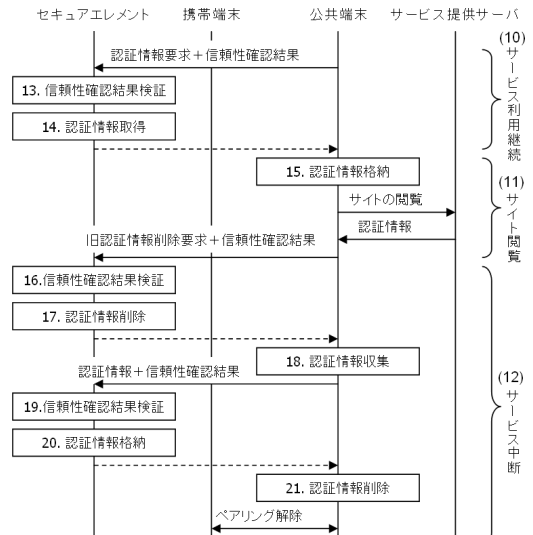 セキュアエレメント 携帯端末 公共端末 サービス提供サーバ
認証情報要求＋信頼性確認結果
13. 信頼性確認結果検証
14. 認証情報取得
(10)
サービス利用継続
15. 認証情報格納
サイトの閲覧
認証情報
(11)
サイト閲覧
旧認証情報削除要求＋信頼性確認結果
16.信頼性確認結果検証
17. 認証情報削除
18. 認証情報収集
認証情報＋信頼性確認結果
19.信頼性確認結果検証
20. 認証情報格納
21. 認証情報削除
ペアリング解除
(12)
サービス中断